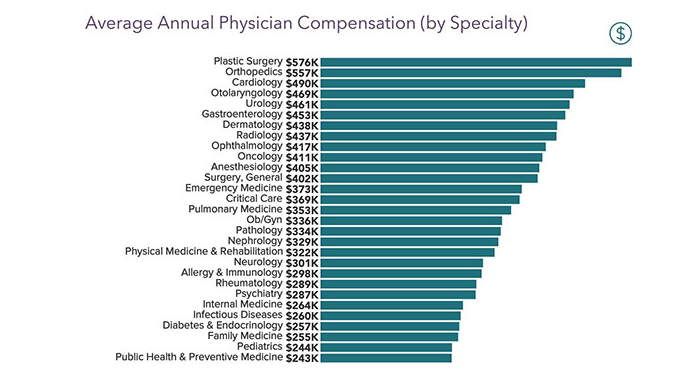 Average Annual Physician Compensation (by Specialty)
$
Plastic Surgery $576K
Orthopedics $557K
Cardiology $490K
Otolaryngology $469K
Urology $461K
Gastroenterology $453K
Dermatology $438K
Radiology $437K
Ophthalmology $417K
Oncology $411K
Anesthesiology $405K
Surgery, General $402K
Emergency Medicine $373K
Critical Care $369K
Pulmonary Medicine $353K
Ob/Gyn $336K
Pathology $334K
Nephrology $329K
Physical Medicine & Rehabilitation $322K
Neurology $301K
Allergy & Immunology $298K
Rheumatology $289K
Psychiatry $287K
Internal Medicine $264K
Infectious Diseases $260K
Diabetes & Endocrinology $257K
Family Medicine $255K
Pediatrics $244K
Public Health & Preventive Medicine $243K